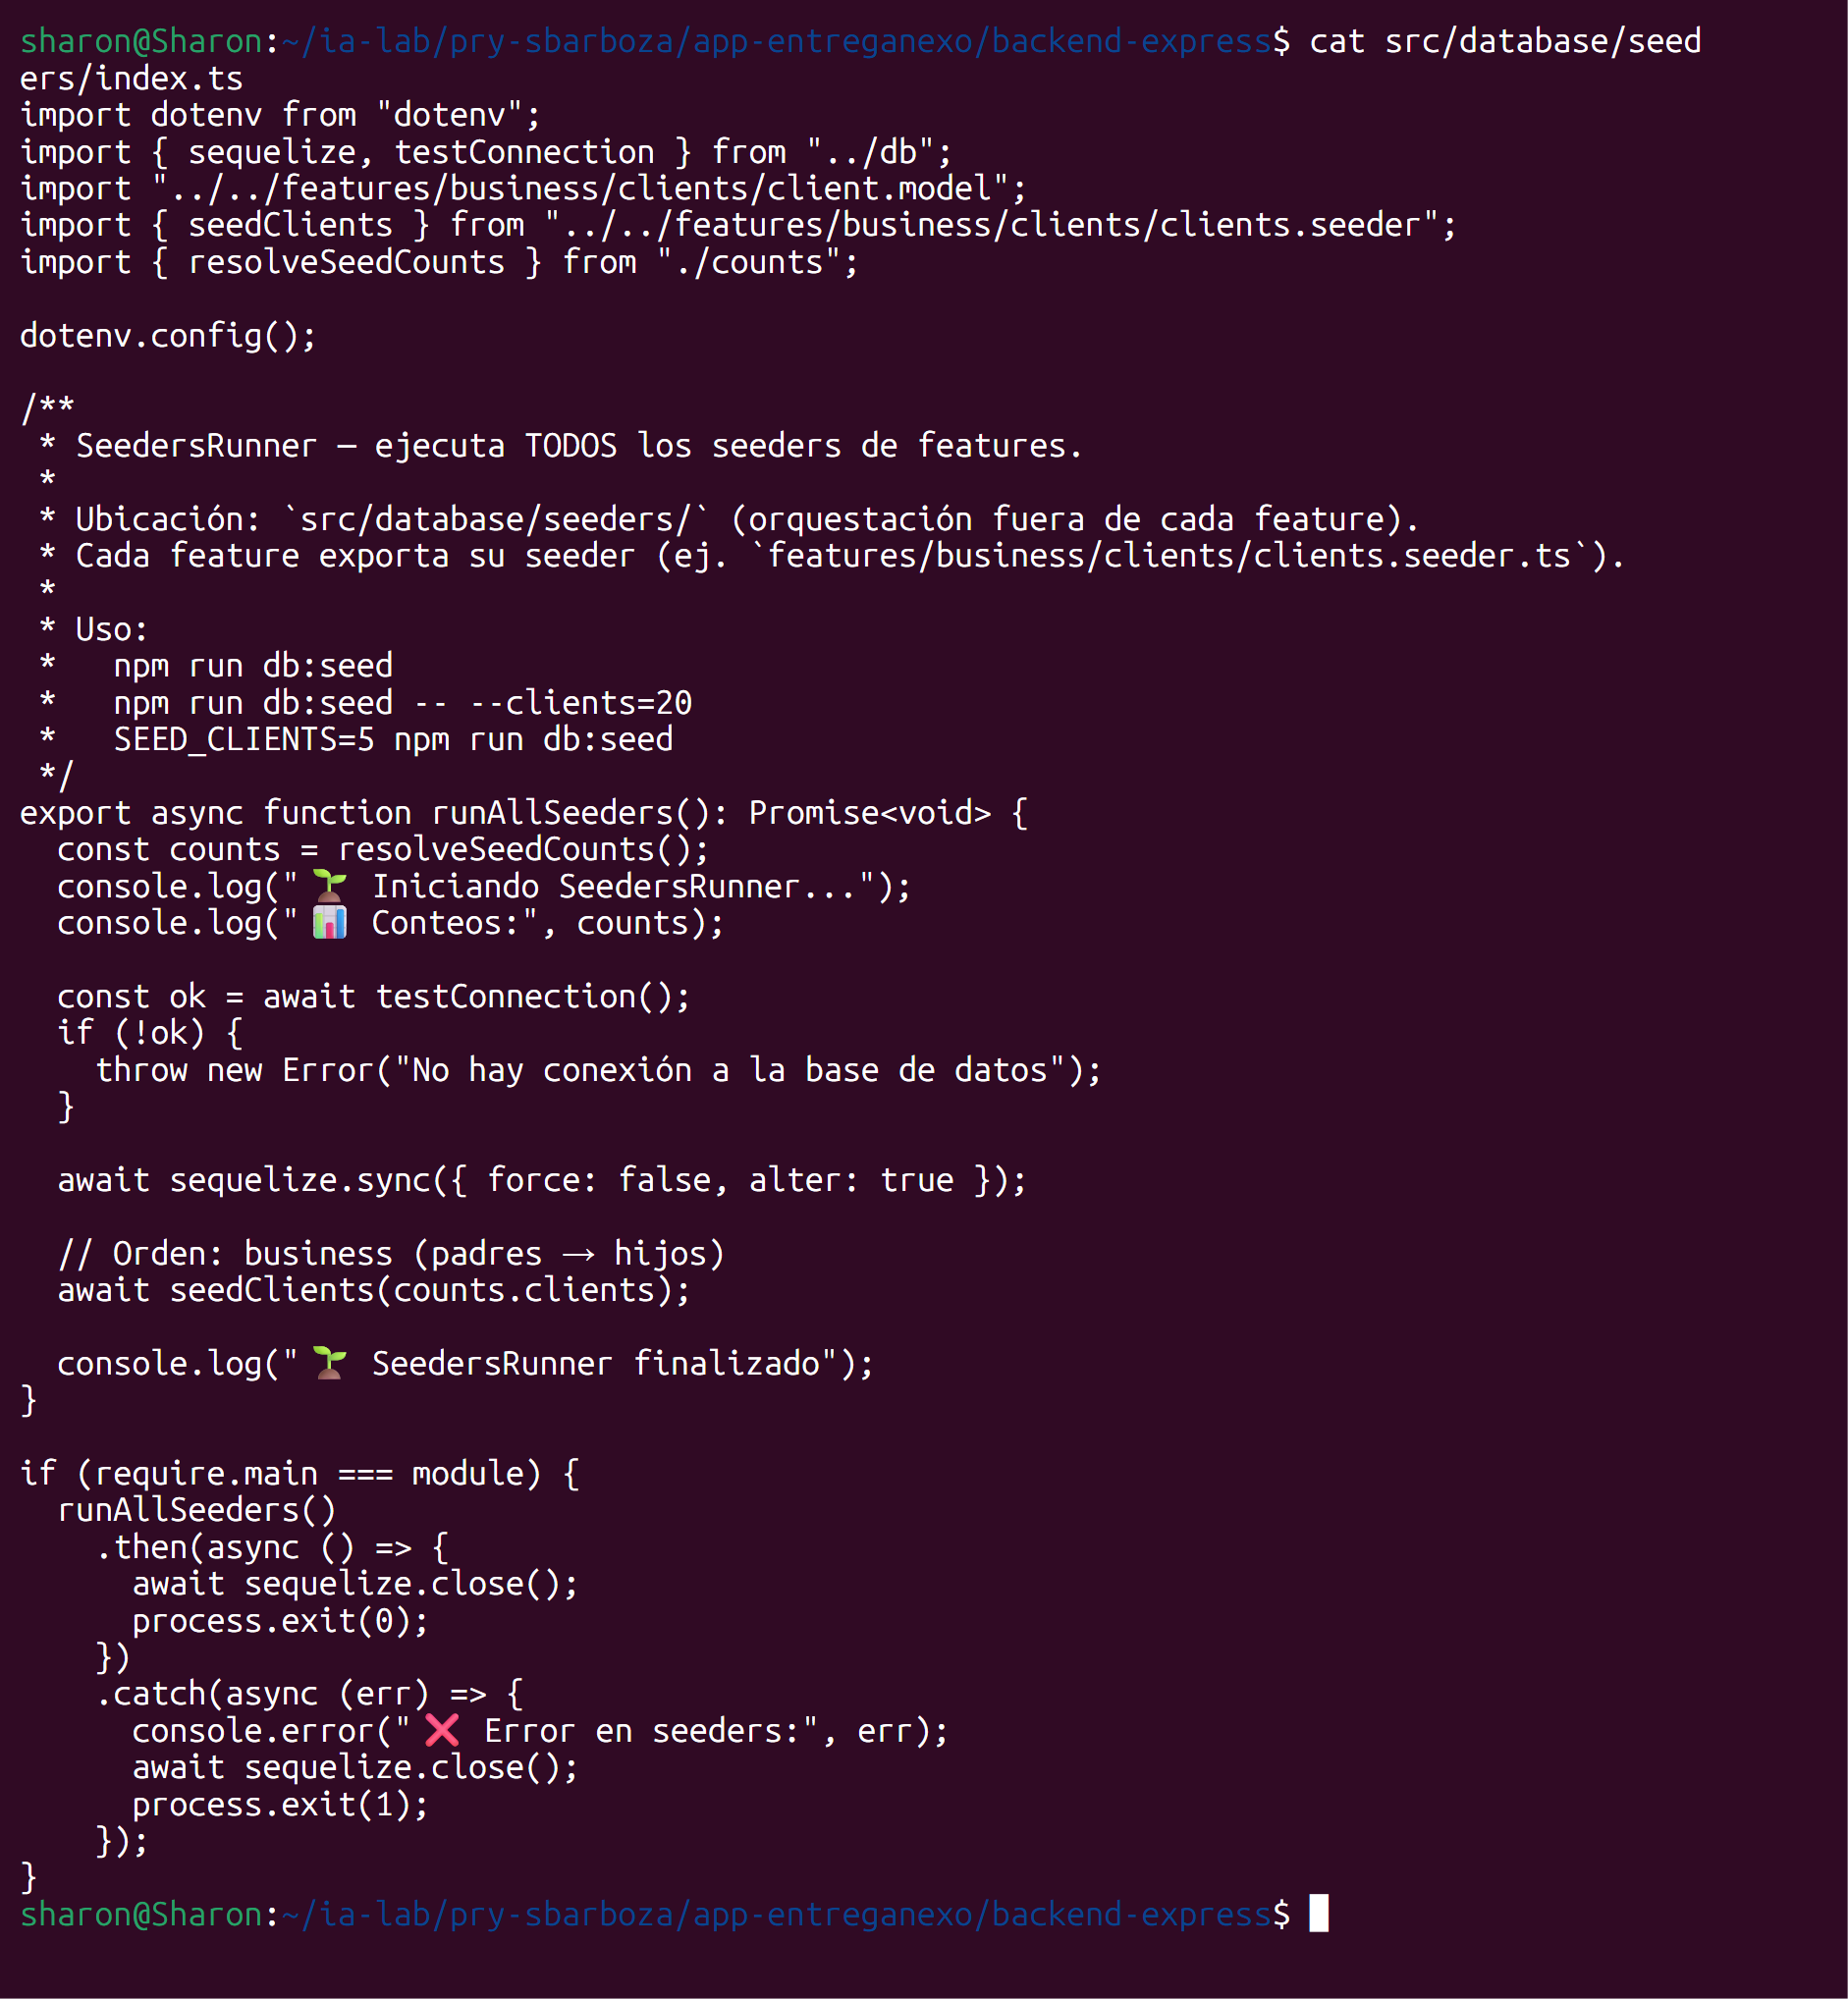 sharon@Sharon:~/ia-lab/pry-sbarboza/app-entreganexo/backend-express$ cat src/database/seed
ers/index.ts
import dotenv from "dotenv";
import { sequelize, testConnection } from "../db";
import "../../features/business/clients/client.model";
import { seedClients } from "../../features/business/clients/clients.seeder";
import { resolveSeedCounts } from "./counts";

dotenv.config();

/**
 * SeedersRunner — ejecuta TODOS los seeders de features.
 *
 * Ubicación: `src/database/seeders/` (orquestación fuera de cada feature).
 * Cada feature exporta su seeder (ej. `features/business/clients/clients.seeder.ts`).
 *
 * Uso:
 *   npm run db:seed
 *   npm run db:seed -- --clients=20
 *   SEED_CLIENTS=5 npm run db:seed
 */
export async function runAllSeeders(): Promise<void> {
  const counts = resolveSeedCounts();
  console.log("🌱 Iniciando SeedersRunner...");
  console.log("📊 Conteos:", counts);

  const ok = await testConnection();
  if (!ok) {
    throw new Error("No hay conexión a la base de datos");
  }

  await sequelize.sync({ force: false, alter: true });

  // Orden: business (padres → hijos)
  await seedClients(counts.clients);

  console.log("🌱 SeedersRunner finalizado");
}

if (require.main === module) {
  runAllSeeders()
    .then(async () => {
      await sequelize.close();
      process.exit(0);
    })
    .catch(async (err) => {
      console.error("❌ Error en seeders:", err);
      await sequelize.close();
      process.exit(1);
    });
}
sharon@Sharon:~/ia-lab/pry-sbarboza/app-entreganexo/backend-express$